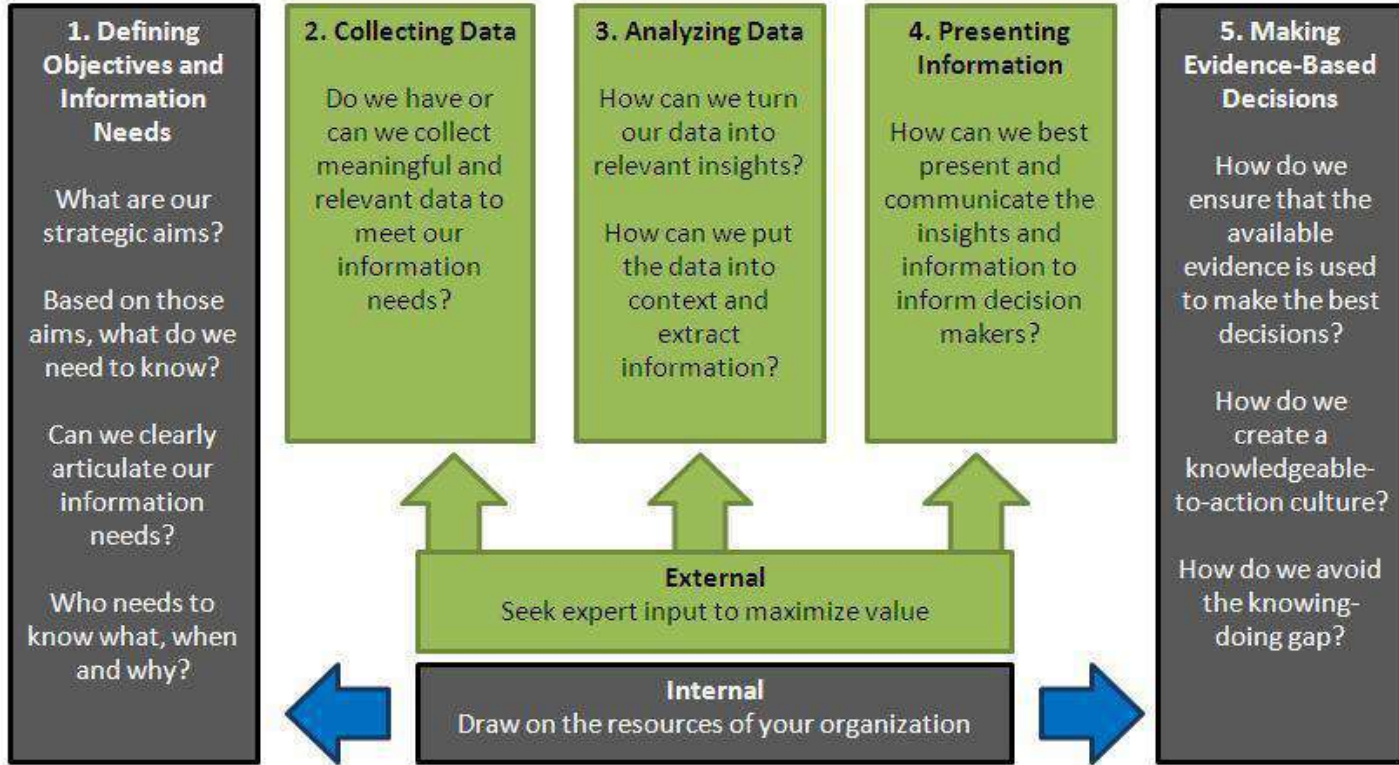 1. Defining
Objectives and
Information
Needs
What are our
strategic aims?
Based on those
aims, what do we
need to know?
Can we clearly
articulate our
information
needs?
Who needs to
know what, when
and why?
2. Collecting Data
Do we have or
can we collect
meaningful and
relevant data to
meet our
information
needs?
3. Analyzing Data
How can we turn
our data into
relevant insights?
How can we put
the data into
context and
extract
information?
4. Presenting
Information
How can we best
present and
communicate the
insights and
information to
inform decision
makers?
5. Making
Evidence-Based
Decisions
How do we
ensure that the
available
evidence is used
to make the best
decisions?
How do we
create a
knowledgeable-
to-action culture?
How do we avoid
the knowing-
doing gap?
External
Seek expert input to maximize value
Internal
Draw on the resources of your organization